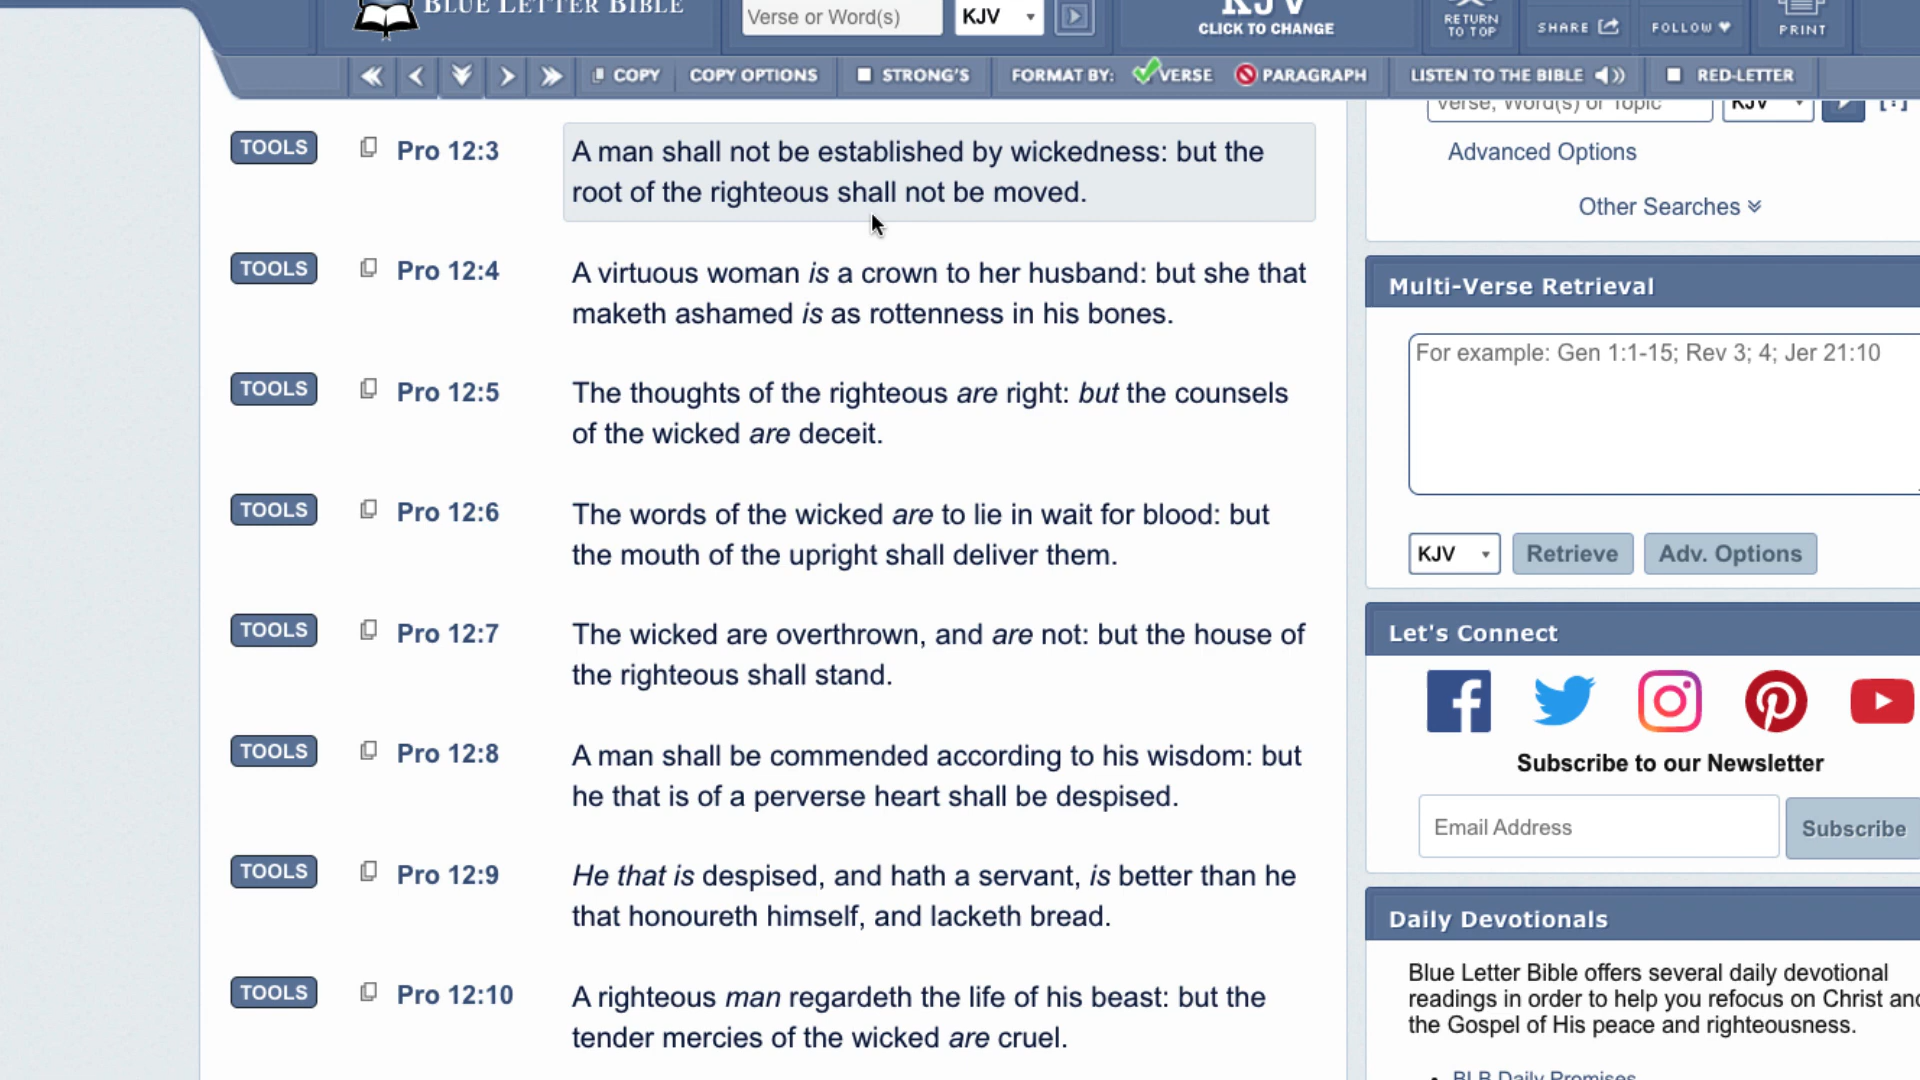 BLUE LETTER BIBLE
Verse or Word(s)
KJV
KJV
CLICK TO CHANGE
RETURN
TO TOP
SHARE
FOLLOW
PRINT
COPY
COPY OPTIONS
STRONG'S
FORMAT BY:
VERSE
PARAGRAPH
LISTEN TO THE BIBLE
RED-LETTER
TOOLS
Pro 12:3
A man shall not be established by wickedness: but the
root of the righteous shall not be moved.
TOOLS
Pro 12:4
A virtuous woman is a crown to her husband: but she that
maketh ashamed is as rottenness in his bones.
TOOLS
Pro 12:5
The thoughts of the righteous are right: but the counsels
of the wicked are deceit.
TOOLS
Pro 12:6
The words of the wicked are to lie in wait for blood: but
the mouth of the upright shall deliver them.
TOOLS
Pro 12:7
The wicked are overthrown, and are not: but the house of
the righteous shall stand.
TOOLS
Pro 12:8
A man shall be commended according to his wisdom: but
he that is of a perverse heart shall be despised.
TOOLS
Pro 12:9
He that is despised, and hath a servant, is better than he
that honoureth himself, and lacketh bread.
TOOLS
Pro 12:10
A righteous man regardeth the life of his beast: but the
tender mercies of the wicked are cruel.
Verse, Word(s) or Topic
KJV
[?]
Advanced Options
Other Searches
Multi-Verse Retrieval
For example: Gen 1:1-15; Rev 3; 4; Jer 21:10
KJV
Retrieve
Adv. Options
Let's Connect
Subscribe to our Newsletter
Email Address
Subscribe
Daily Devotionals
Blue Letter Bible offers several daily devotional
readings in order to help you refocus on Christ and
the Gospel of His peace and righteousness.
BLB Daily Promises